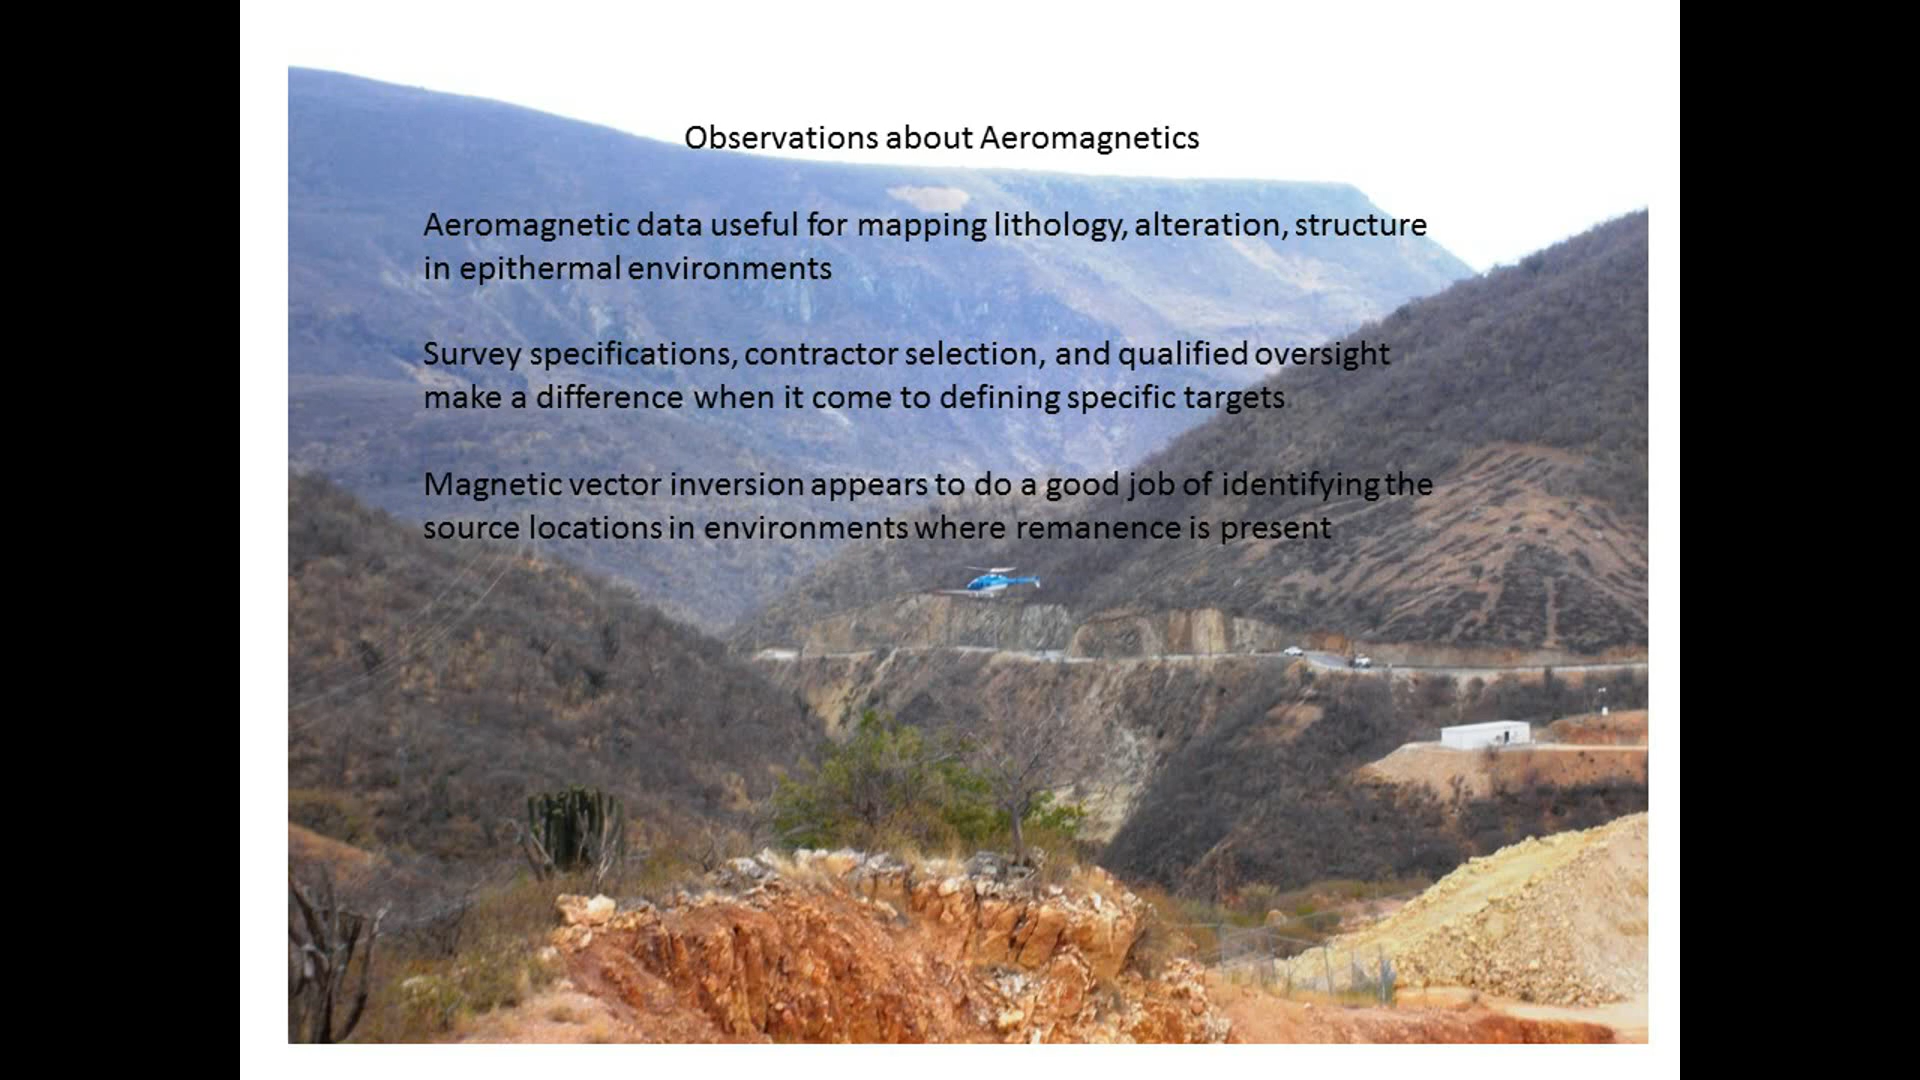 Observations about Aeromagnetics
Aeromagnetic data useful for mapping lithology, alteration, structure
in epithermal environments
Survey specifications, contractor selection, and qualified oversight
make a difference when it come to defining specific targets
Magnetic vector inversion appears to do a good job of identifying the
source locations in environments where remanence is present